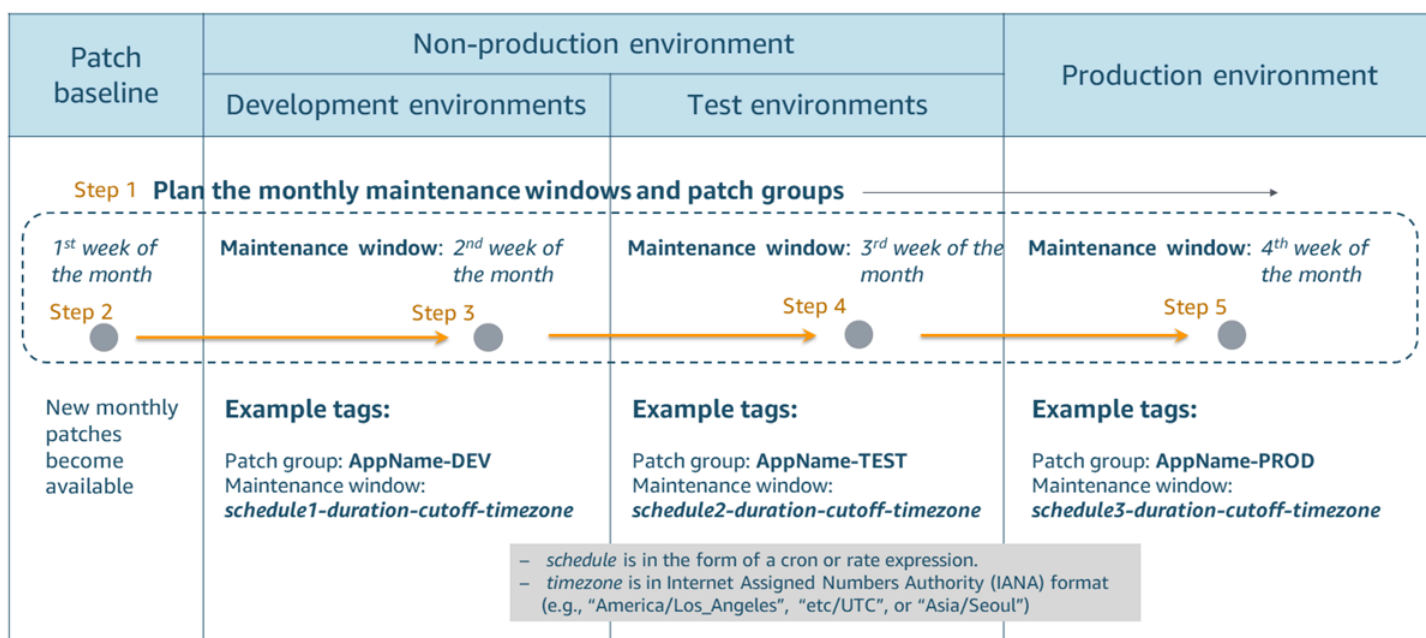 Patch
baseline
Non-production environment
Development environments
Test environments
Production environment
Step 1 Plan the monthly maintenance windows and patch groups
1st week of
the month
Maintenance window: 2nd week of
the month
Maintenance window: 3rd week of the
month
Maintenance window: 4th week of
the month
Step 2
Step 3
Step 4
Step 5
New monthly
patches
become
available
Example tags:
Patch group: AppName-DEV
Maintenance window:
schedule1-duration-cutoff-timezone
Example tags:
Patch group: AppName-TEST
Maintenance window:
schedule2-duration-cutoff-timezone
Example tags:
Patch group: AppName-PROD
Maintenance window:
schedule3-duration-cutoff-timezone
– schedule is in the form of a cron or rate expression.
– timezone is in Internet Assigned Numbers Authority (IANA) format
(e.g., “America/Los_Angeles”, “etc/UTC”, or “Asia/Seoul”)